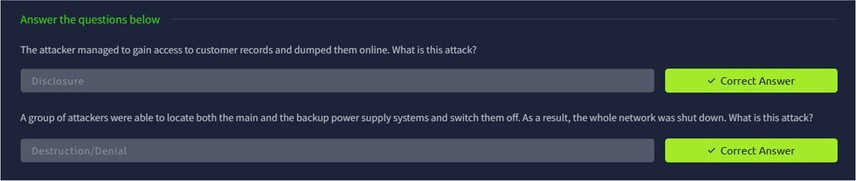 Answer the questions below
The attacker managed to gain access to customer records and dumped them online. What is this attack?
Disclosure
✓ Correct Answer
A group of attackers were able to locate both the main and the backup power supply systems and switch them off. As a result, the whole network was shut down. What is this attack?
Destruction/Denial
✓ Correct Answer